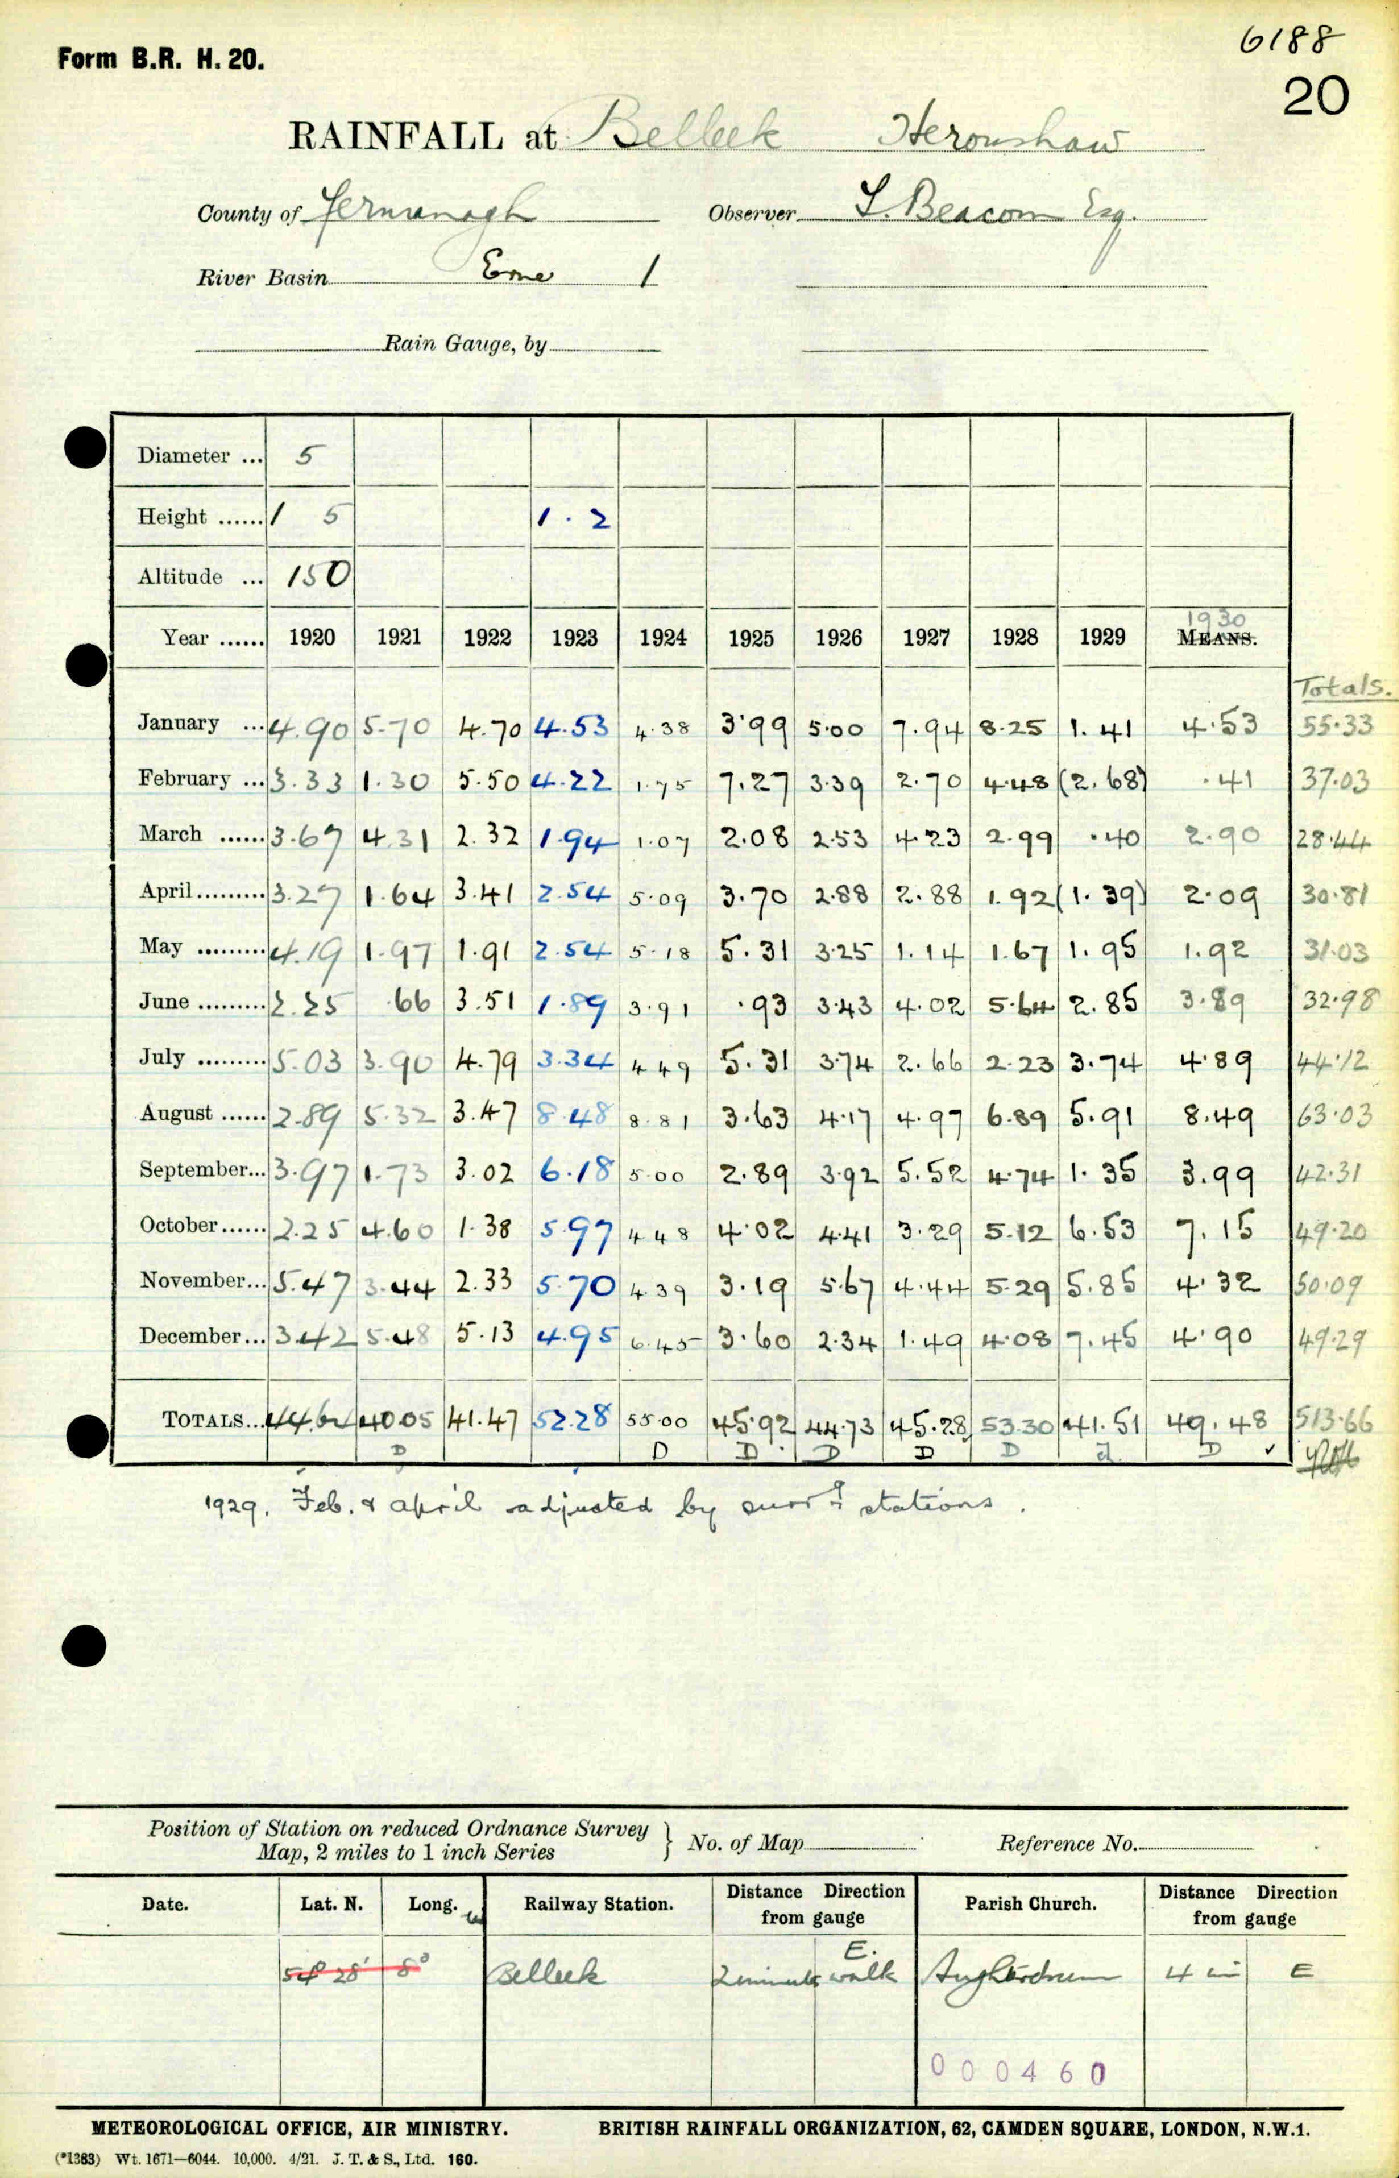 6188
Form B.R. H. 20.
20
RAINFALL at Belleek Heronshaw
County of Fermanagh Observer L. Beacom Esq.
River Basin Erne 1
Rain Gauge, by
Diameter ... 5
Height ...... 1 5 1 . 2
Altitude ... 150
1930
Year ...... 1920 1921 1922 1923 1924 1925 1926 1927 1928 1929 MEANS.
Totals.
January ... 4.90 5.70 4.70 4.53 4.38 3.99 5.00 7.94 8.25 1.41 4.53 55.33
February ... 3.33 1.30 5.50 4.22 1.75 7.27 3.39 2.70 4.48 (2.68) .41 37.03
March ...... 3.67 4.31 2.32 1.94 1.07 2.08 2.53 4.23 2.99 .40 2.90 28.44
April ......... 3.27 1.64 3.41 2.54 5.09 3.70 2.88 2.88 1.92 (1.39) 2.09 30.81
May ......... 4.19 1.97 1.91 2.54 5.18 5.31 3.25 1.14 1.67 1.95 1.92 31.03
June ......... 2.25 .66 3.51 1.89 3.91 .93 3.43 4.02 5.64 2.85 3.89 32.98
July ......... 5.03 3.90 4.79 3.34 4.49 5.31 3.74 2.66 2.23 3.74 4.89 44.12
August ...... 2.89 5.32 3.47 8.48 8.81 3.63 4.17 4.97 6.89 5.91 8.49 63.03
September... 3.97 1.73 3.02 6.18 5.00 2.89 3.92 5.52 4.74 1.35 3.99 42.31
October...... 2.25 4.60 1.38 5.97 4.48 4.02 4.41 3.29 5.12 6.53 7.15 49.20
November... 5.47 3.44 2.33 5.70 4.39 3.19 5.67 4.44 5.29 5.85 4.32 50.09
December... 3.42 5.48 5.13 4.95 6.45 3.60 2.34 1.49 4.08 7.45 4.90 49.29
TOTALS... 44.64 40.05 41.47 52.28 55.00 45.92 44.73 45.28 53.30 41.51 49.48 513.66
D D D D D D D ✓
1929. Feb. & April adjusted by surrg stations.
Position of Station on reduced Ordnance Survey
Map, 2 miles to 1 inch Series } No. of Map Reference No.
Date. Lat. N. Long. W Railway Station. Distance Direction from gauge Parish Church. Distance Direction from gauge
54° 28' 8° Belleek 2 minutes walk E. 4 m E
000460
METEOROLOGICAL OFFICE, AIR MINISTRY. BRITISH RAINFALL ORGANIZATION, 62, CAMDEN SQUARE, LONDON, N.W.1.
(*1383) Wt. 1671—6044. 10,000. 4/21. J. T. & S., Ltd. 160.